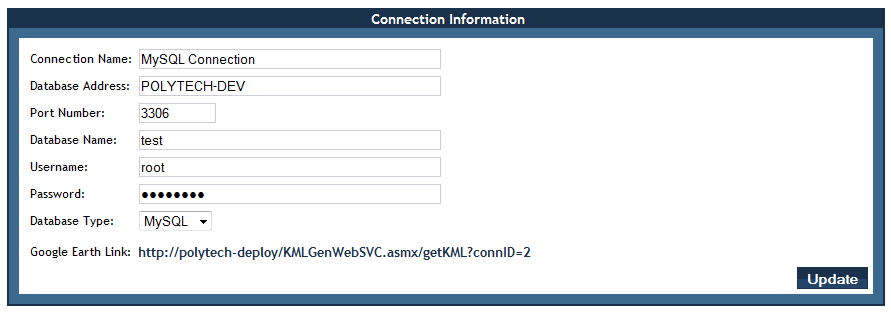 Connection Information
Connection Name: MySQL Connection
Database Address: POLYTECH-DEV
Port Number: 3306
Database Name: test
Username: root
Password: ●●●●●●●●
Database Type: MySQL
Google Earth Link: http://polytech-deploy/KMLGenWebSVC.asmx/getKML?connID=2
Update